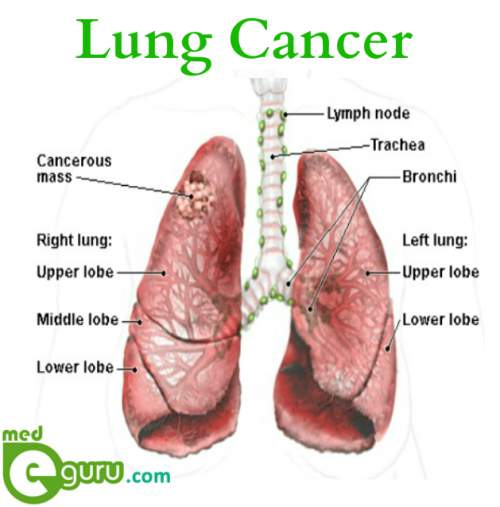 Lung Cancer
Lymph node
Trachea
Cancerous
mass
Bronchi
Right lung:
Left lung:
Upper lobe
Upper lobe
Middle lobe
Lower lobe
Lower lobe
med
eguru.com